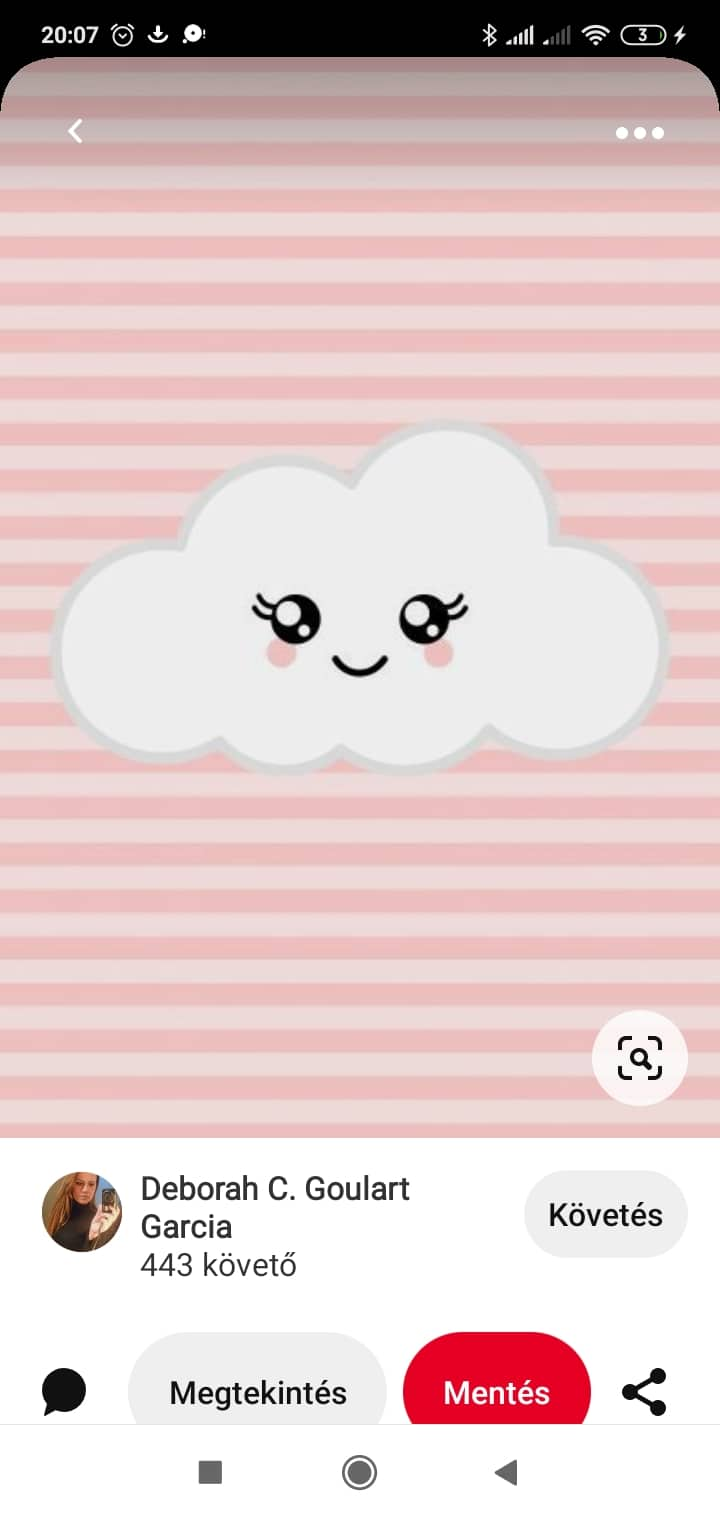 20:07
3
Deborah C. Goulart
Garcia
443 követő
Követés
Megtekintés
Mentés